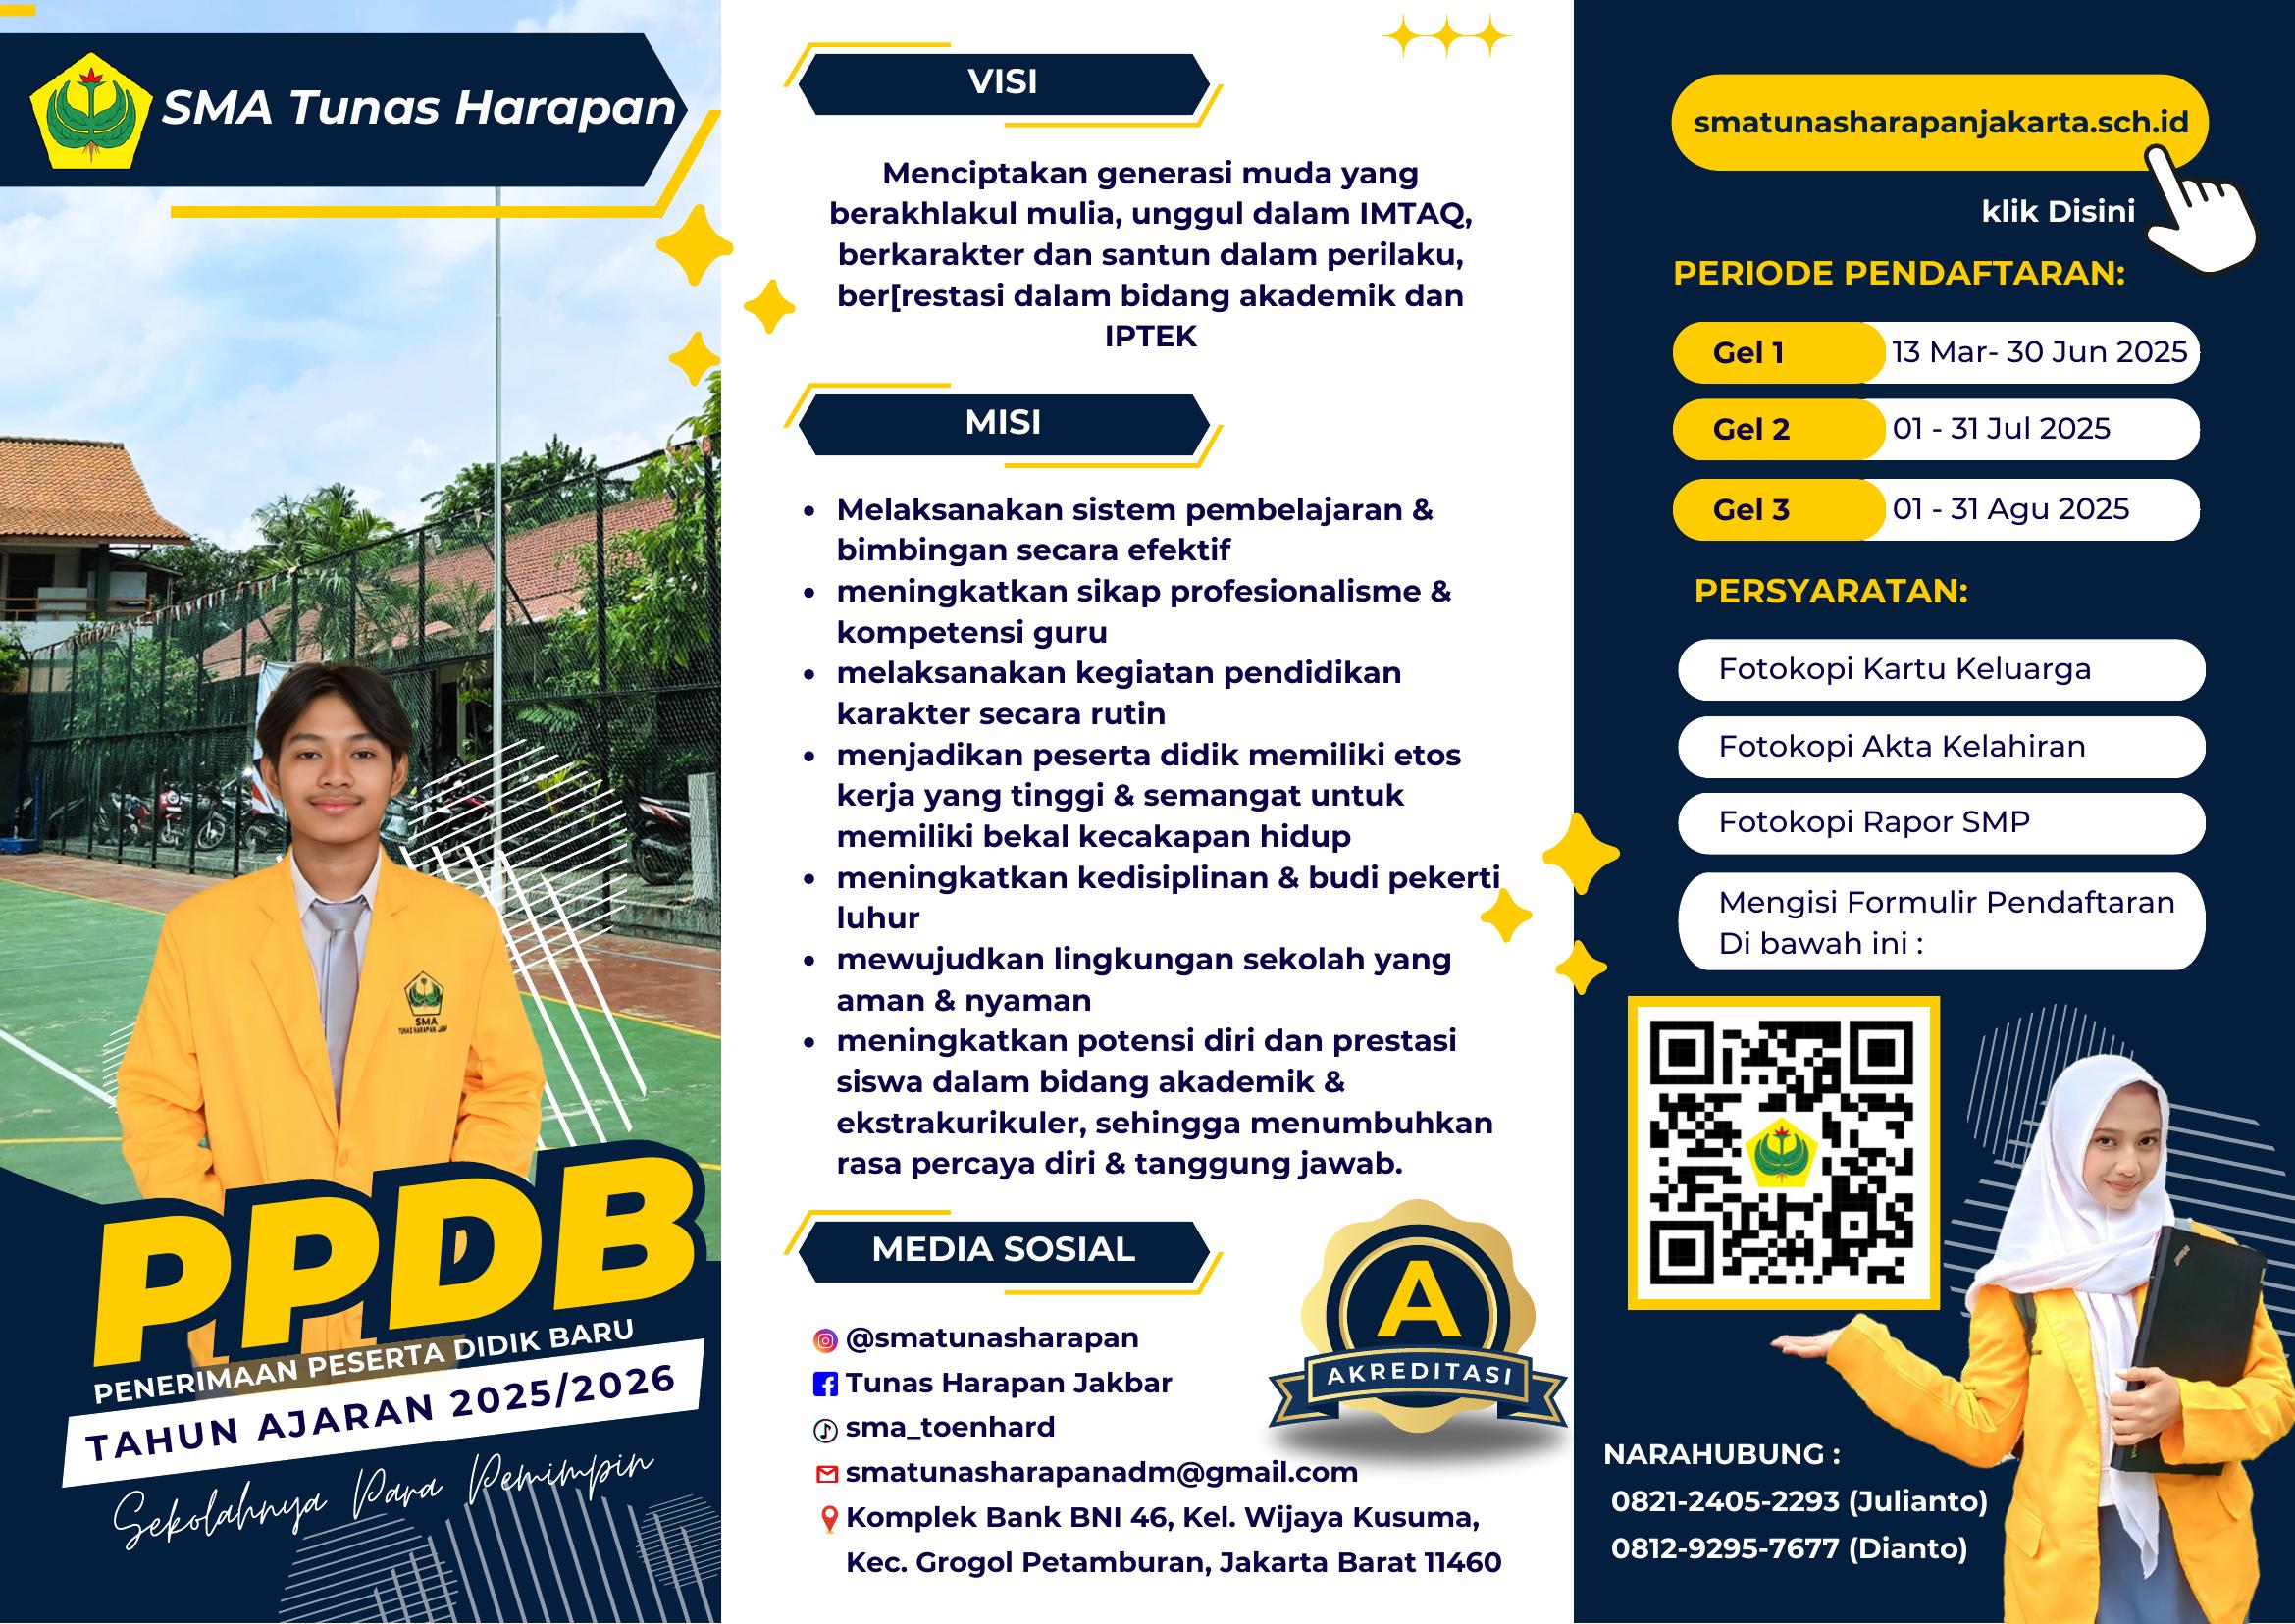 SMA Tunas Harapan
SMA
TUNAS HARAPAN
PPDB
PENERIMAAN PESERTA DIDIK BARU
TAHUN AJARAN 2025/2026
Sekolahnya Para Pemimpin
VISI
Menciptakan generasi muda yang
berakhlakul mulia, unggul dalam IMTAQ,
berkarakter dan santun dalam perilaku,
ber[restasi dalam bidang akademik dan
IPTEK
MISI
• Melaksanakan sistem pembelajaran &
bimbingan secara efektif
• meningkatkan sikap profesionalisme &
kompetensi guru
• melaksanakan kegiatan pendidikan
karakter secara rutin
• menjadikan peserta didik memiliki etos
kerja yang tinggi & semangat untuk
memiliki bekal kecakapan hidup
• meningkatkan kedisiplinan & budi pekerti
luhur
• mewujudkan lingkungan sekolah yang
aman & nyaman
• meningkatkan potensi diri dan prestasi
siswa dalam bidang akademik &
ekstrakurikuler, sehingga menumbuhkan
rasa percaya diri & tanggung jawab.
MEDIA SOSIAL
@smatunasharapan
Tunas Harapan Jakbar
sma_toenhard
smatunasharapanadm@gmail.com
Komplek Bank BNI 46, Kel. Wijaya Kusuma,
Kec. Grogol Petamburan, Jakarta Barat 11460
A
AKREDITASI
smatunasharapanjakarta.sch.id
klik Disini
PERIODE PENDAFTARAN:
Gel 1 13 Mar- 30 Jun 2025
Gel 2 01 - 31 Jul 2025
Gel 3 01 - 31 Agu 2025
PERSYARATAN:
Fotokopi Kartu Keluarga
Fotokopi Akta Kelahiran
Fotokopi Rapor SMP
Mengisi Formulir Pendaftaran
Di bawah ini :
NARAHUBUNG :
0821-2405-2293 (Julianto)
0812-9295-7677 (Dianto)